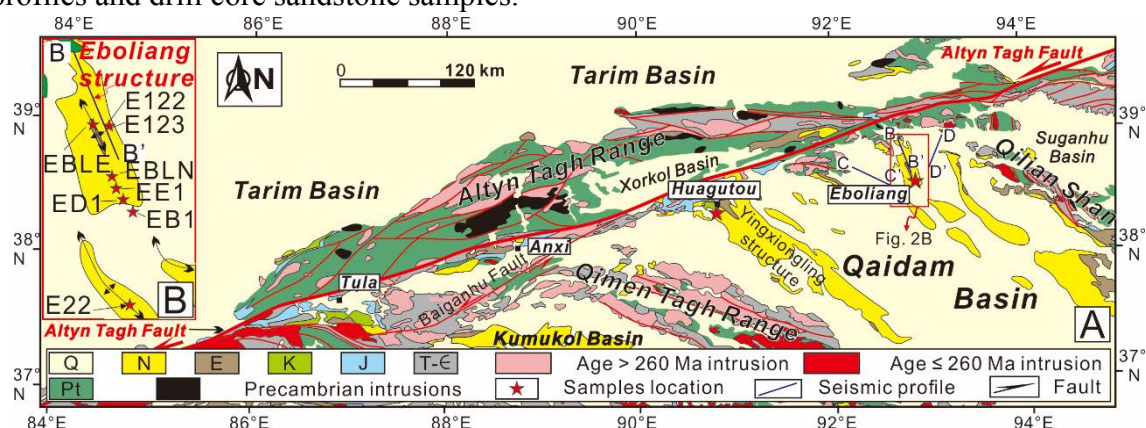 profiles and drill core sandstone samples.
84°E
86°E
88°E
90°E
92°E
94°E
B
Eboliang
structure
E122
E123
B'
EBLE
EBLN
EE1
ED1
EB1
E22
B
N
0 120 km
Tarim Basin
Altyn Tagh Fault
39°
N
39°
N
Altyn Tagh Range
Xorkol Basin
Suganhu
Basin
Qilian Shan
B
D
C
C'
B'
D'
Huagutou
Eboliang
Tarim Basin
Fig. 2B
38°
N
38°
N
Anxi
Yingxiongling
structure
Qaidam
Basin
Tula
Baiganhu Fault
Qimen Tagh Range
A
Altyn Tagh Fault
Kumukol Basin
Q
N
E
K
J
T-Є
Age > 260 Ma intrusion
Age ≤ 260 Ma intrusion
37°
N
37°
N
Pt
Precambrian intrusions
Samples location
Seismic profile
Fault
84°E
86°E
88°E
90°E
92°E
94°E